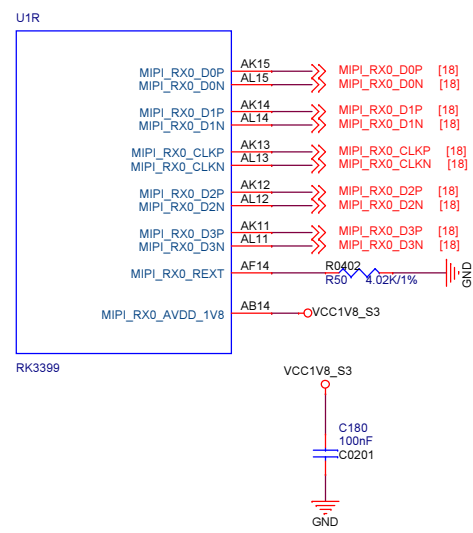 U1R
MIPI_RX0_D0P AK15 MIPI_RX0_D0P [18]
MIPI_RX0_D0N AL15 MIPI_RX0_D0N [18]
MIPI_RX0_D1P AK14 MIPI_RX0_D1P [18]
MIPI_RX0_D1N AL14 MIPI_RX0_D1N [18]
MIPI_RX0_CLKP AK13 MIPI_RX0_CLKP [18]
MIPI_RX0_CLKN AL13 MIPI_RX0_CLKN [18]
MIPI_RX0_D2P AK12 MIPI_RX0_D2P [18]
MIPI_RX0_D2N AL12 MIPI_RX0_D2N [18]
MIPI_RX0_D3P AK11 MIPI_RX0_D3P [18]
MIPI_RX0_D3N AL11 MIPI_RX0_D3N [18]
MIPI_RX0_REXT AF14 R0402 GND
R50 4.02K/1%
MIPI_RX0_AVDD_1V8 AB14 VCC1V8_S3
RK3399
VCC1V8_S3
C180
100nF
C0201
GND